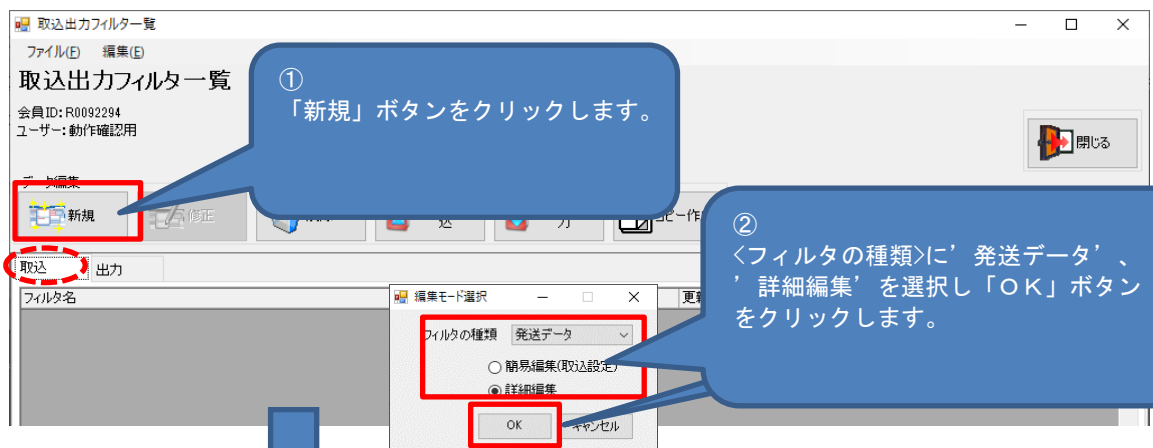 取込出力フィルター覧
ファイル(F) 編集(E)
取込出力フィルター覧
会員ID:R0092294
ユーザー:動作確認用
閉じる
①
「新規」ボタンをクリックします。
新規
修正
込
力
ピー作
②
<フィルタの種類>に’発送データ’、
’詳細編集’を選択し「ОK」ボタン
をクリックします。
取込
出力
フィルタ名
編集モード選択
フィルタの種類 発送データ
簡易編集(取込設定)
詳細編集
OK
キャンセル